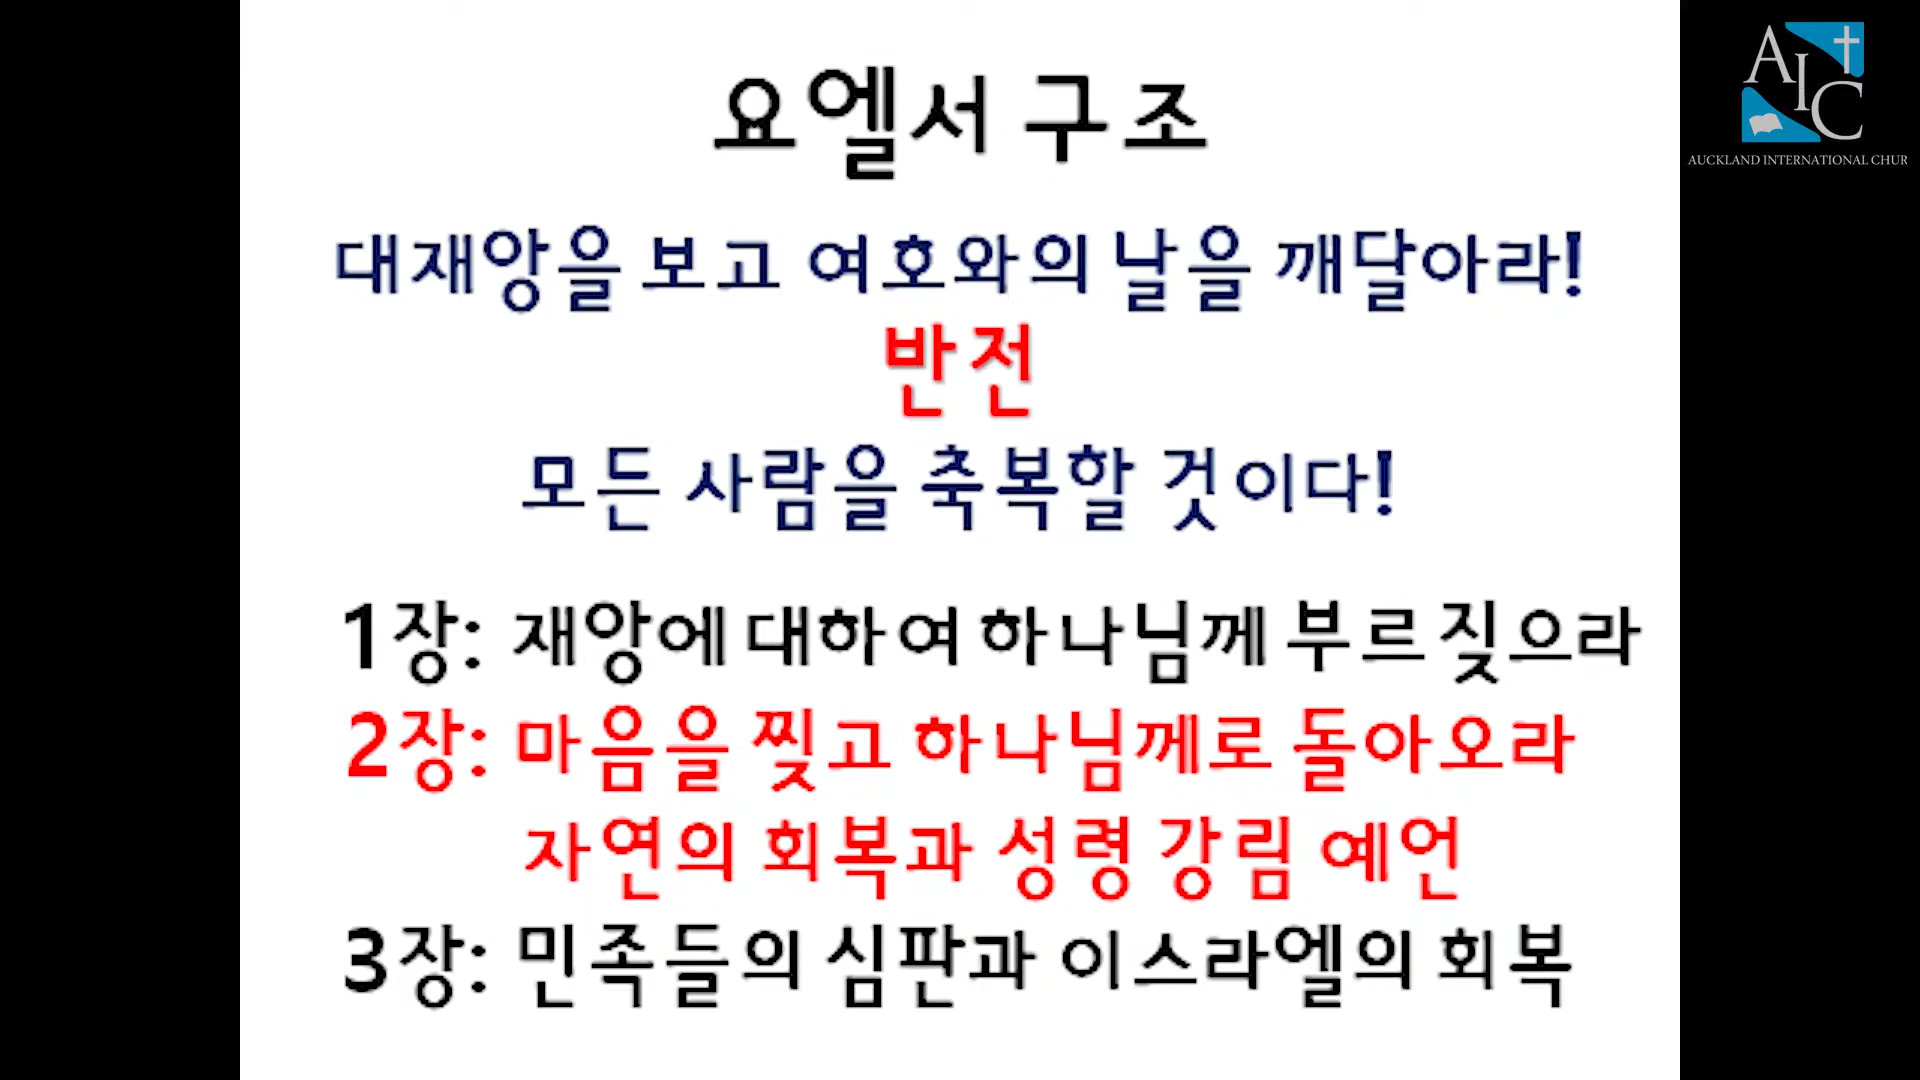 요엘서 구조
대재앙을 보고 여호와의 날을 깨달아라!
반전
모든 사람을 축복할 것이다!
1장: 재앙에 대하여 하나님께 부르짖으라
2장: 마음을 찢고 하나님께로 돌아오라
자연의 회복과 성령 강림 예언
3장: 민족들의 심판과 이스라엘의 회복
AIC
AUCKLAND INTERNATIONAL CHUR